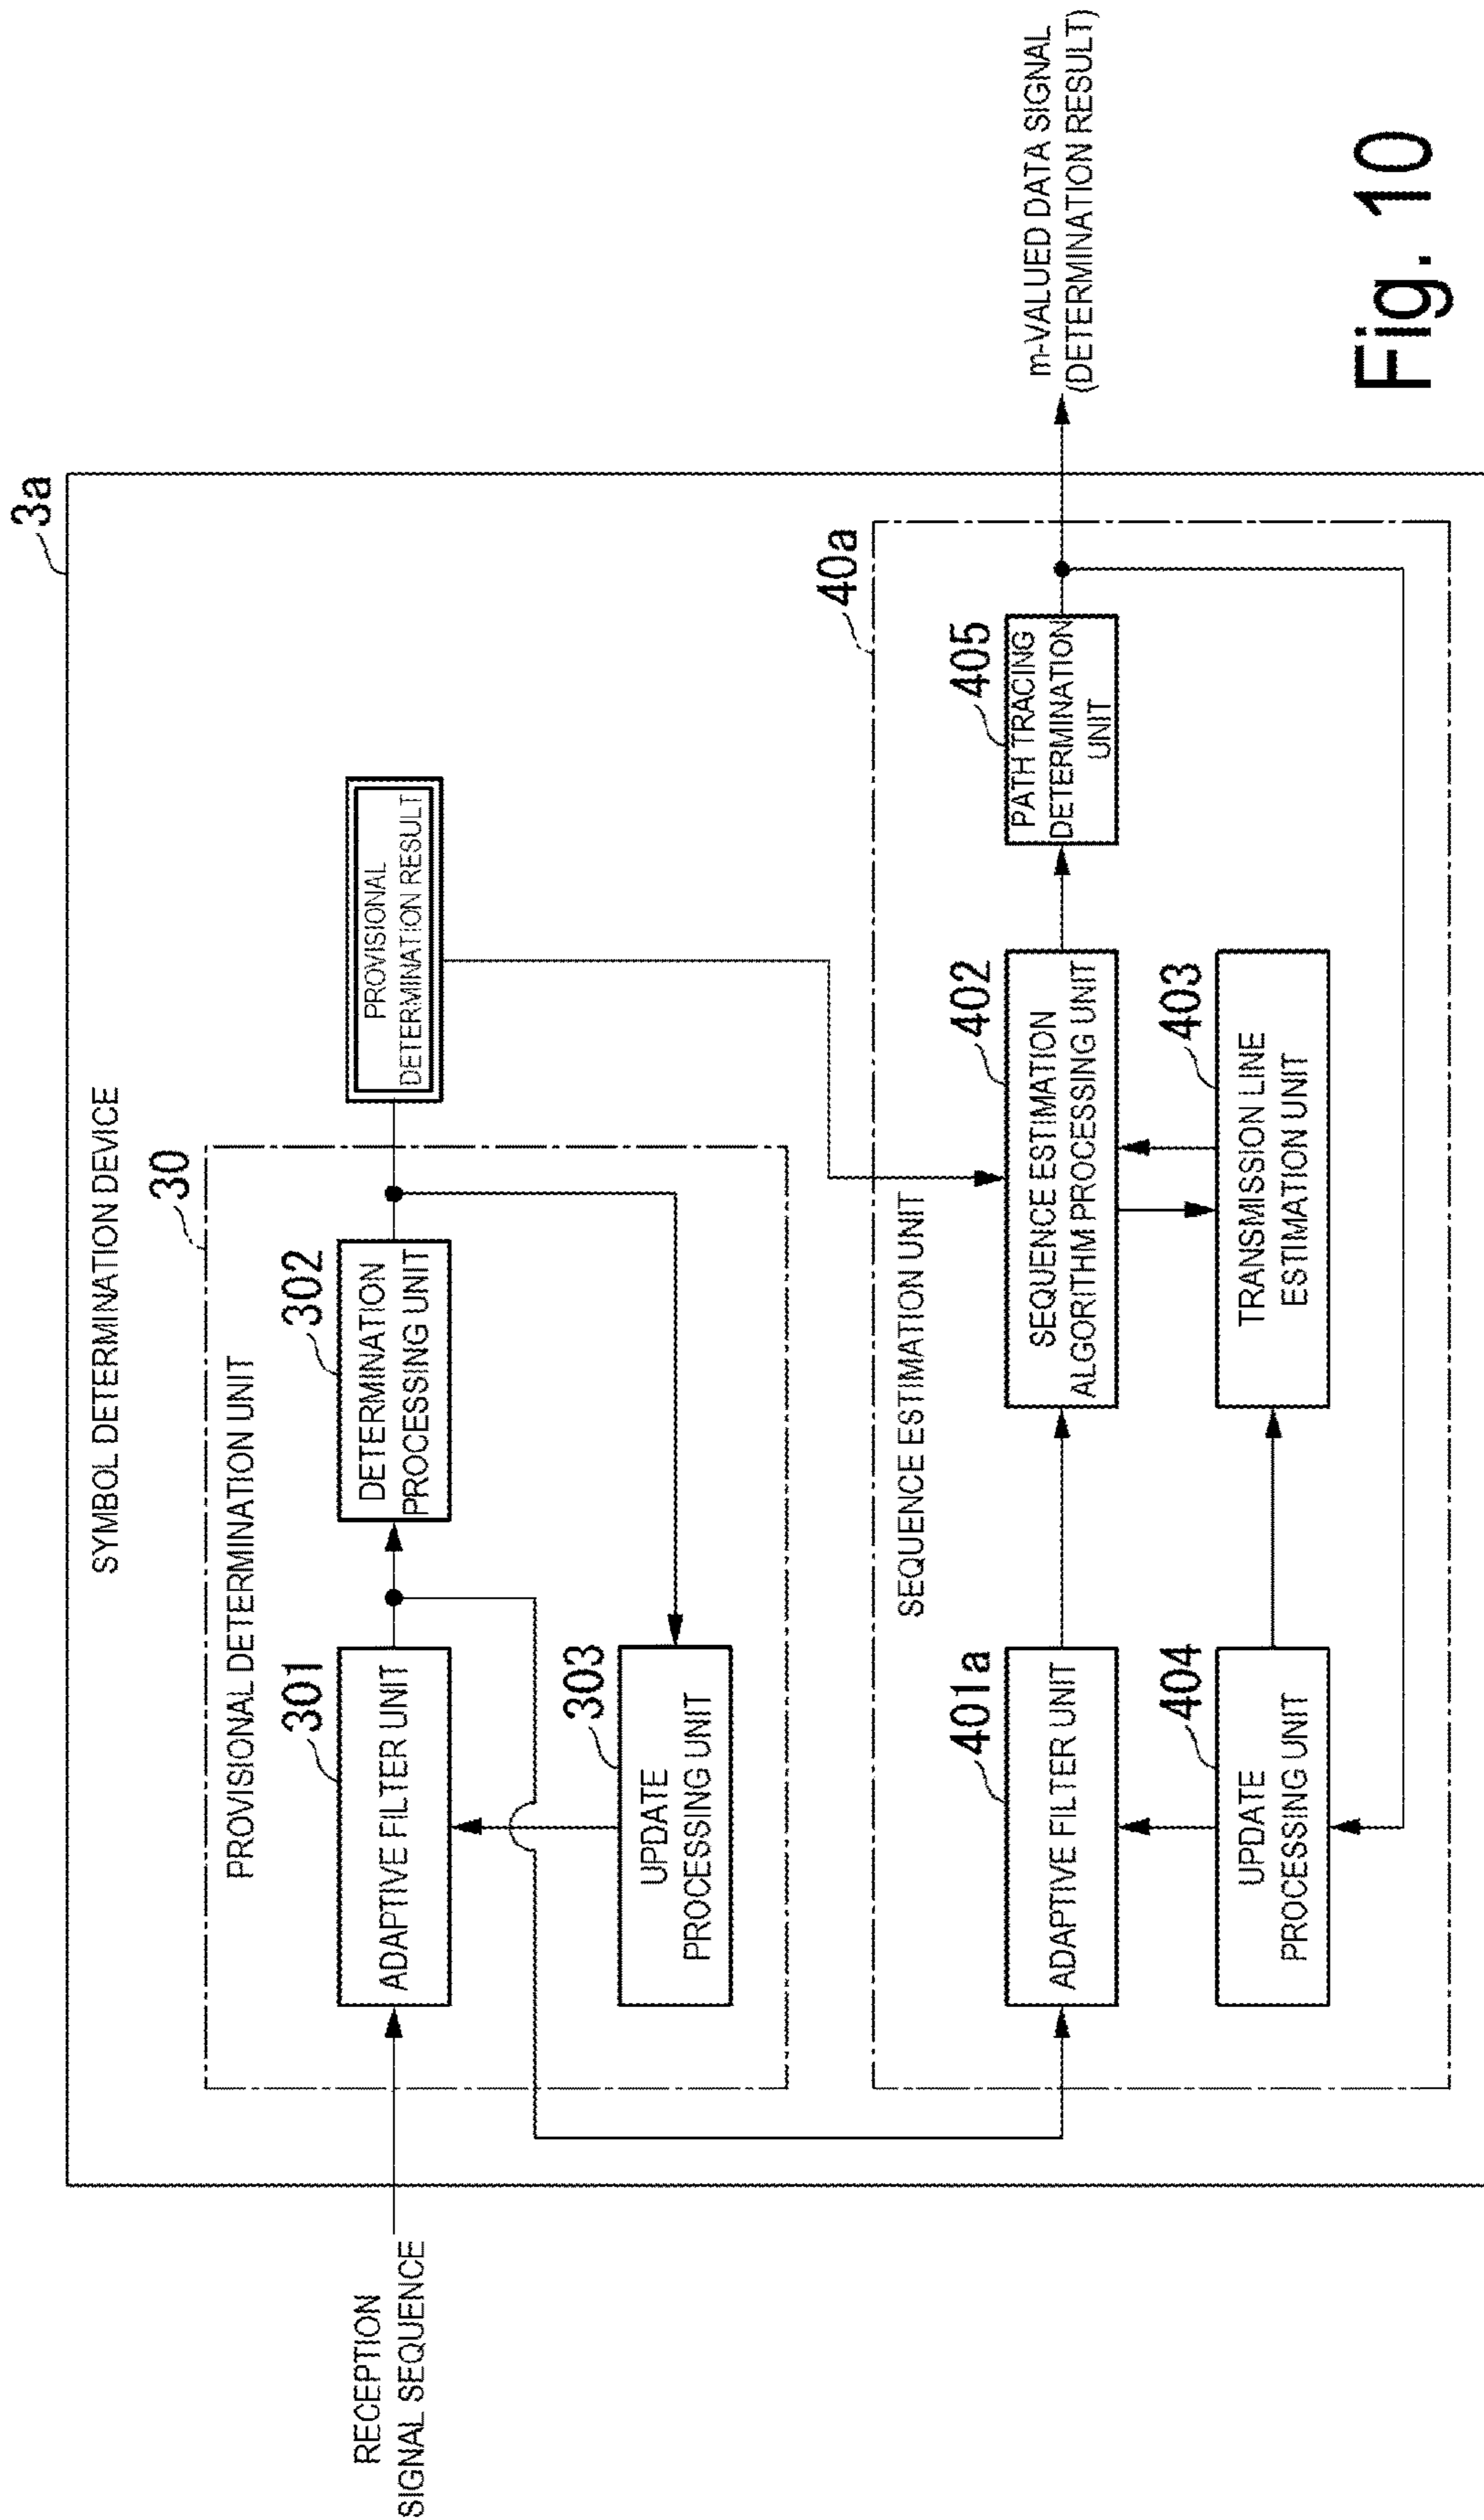 3a
SYMBOL DETERMINATION DEVICE
30
PROVISIONAL DETERMINATION UNIT
RECEPTION
SIGNAL SEQUENCE
301
ADAPTIVE FILTER UNIT
302
DETERMINATION
PROCESSING UNIT
PROVISIONAL
DETERMINATION RESULT
303
UPDATE
PROCESSING UNIT
40a
SEQUENCE ESTIMATION UNIT
401a
ADAPTIVE FILTER UNIT
402
SEQUENCE ESTIMATION
ALGORITHM PROCESSING UNIT
405
PATH TRACING
DETERMINATION
UNIT
m-VALUED DATA SIGNAL
(DETERMINATION RESULT)
404
UPDATE
PROCESSING UNIT
403
TRANSMISSION LINE
ESTIMATION UNIT
Fig. 10